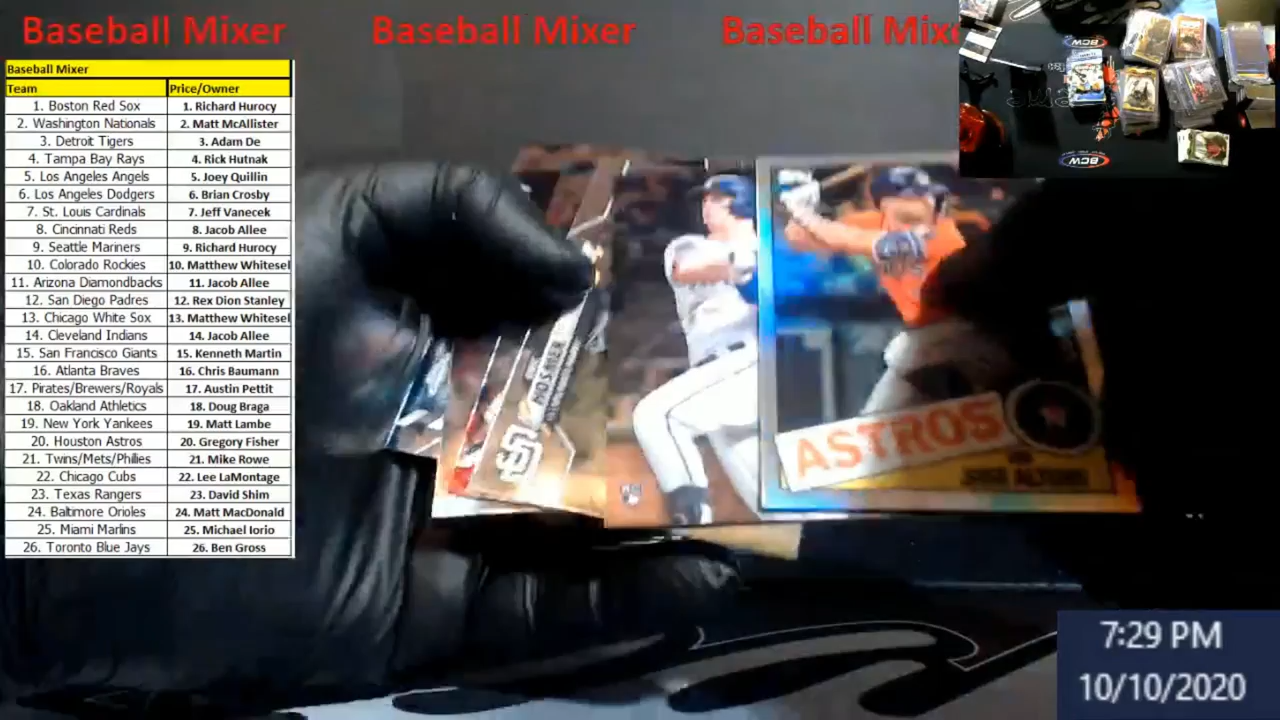 Baseball Mixer Baseball Mixer Baseball Mix
Baseball Mixer
Team Price/Owner
1. Boston Red Sox 1. Richard Hurocy
2. Washington Nationals 2. Matt McAllister
3. Detroit Tigers 3. Adam De
4. Tampa Bay Rays 4. Rick Hutnak
5. Los Angeles Angels 5. Joey Quillin
6. Los Angeles Dodgers 6. Brian Crosby
7. St. Louis Cardinals 7. Jeff Vanecek
8. Cincinnati Reds 8. Jacob Allee
9. Seattle Mariners 9. Richard Hurocy
10. Colorado Rockies 10. Matthew Whitesel
11. Arizona Diamondbacks 11. Jacob Allee
12. San Diego Padres 12. Rex Dion Stanley
13. Chicago White Sox 13. Matthew Whitesel
14. Cleveland Indians 14. Jacob Allee
15. San Francisco Giants 15. Kenneth Martin
16. Atlanta Braves 16. Chris Baumann
17. Pirates/Brewers/Royals 17. Austin Pettit
18. Oakland Athletics 18. Doug Braga
19. New York Yankees 19. Matt Lambe
20. Houston Astros 20. Gregory Fisher
21. Twins/Mets/Phillies 21. Mike Rowe
22. Chicago Cubs 22. Lee LaMontage
23. Texas Rangers 23. David Shim
24. Baltimore Orioles 24. Matt MacDonald
25. Miami Marlins 25. Michael Iorio
26. Toronto Blue Jays 26. Ben Gross
BCW
BCW
HOSMER
SD
ASTROS
JOSE ALTUVE
7:29 PM
10/10/2020